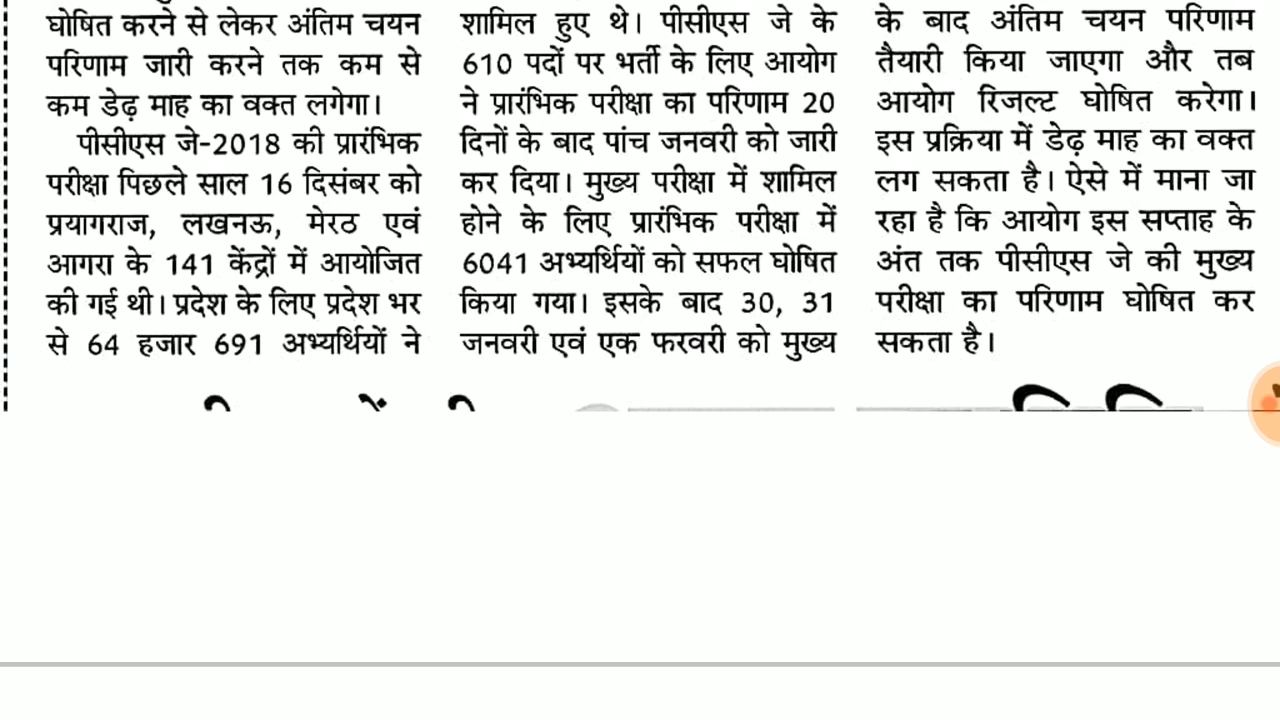 घोषित करने से लेकर अंतिम चयन
परिणाम जारी करने तक कम से
कम डेढ़ माह का वक्त लगेगा।
पीसीएस जे-2018 की प्रारंभिक
परीक्षा पिछले साल 16 दिसंबर को
प्रयागराज, लखनऊ, मेरठ एवं
आगरा के 141 केंद्रों में आयोजित
की गई थी। प्रदेश के लिए प्रदेश भर
से 64 हजार 691 अभ्यर्थियों ने
शामिल हुए थे। पीसीएस जे के
610 पदों पर भर्ती के लिए आयोग
ने प्रारंभिक परीक्षा का परिणाम 20
दिनों के बाद पांच जनवरी को जारी
कर दिया। मुख्य परीक्षा में शामिल
होने के लिए प्रारंभिक परीक्षा में
6041 अभ्यर्थियों को सफल घोषित
किया गया। इसके बाद 30, 31
जनवरी एवं एक फरवरी को मुख्य
के बाद अंतिम चयन परिणाम
तैयारी किया जाएगा और तब
आयोग रिजल्ट घोषित करेगा।
इस प्रक्रिया में डेढ़ माह का वक्त
लग सकता है। ऐसे में माना जा
रहा है कि आयोग इस सप्ताह के
अंत तक पीसीएस जे की मुख्य
परीक्षा का परिणाम घोषित कर
सकता है।